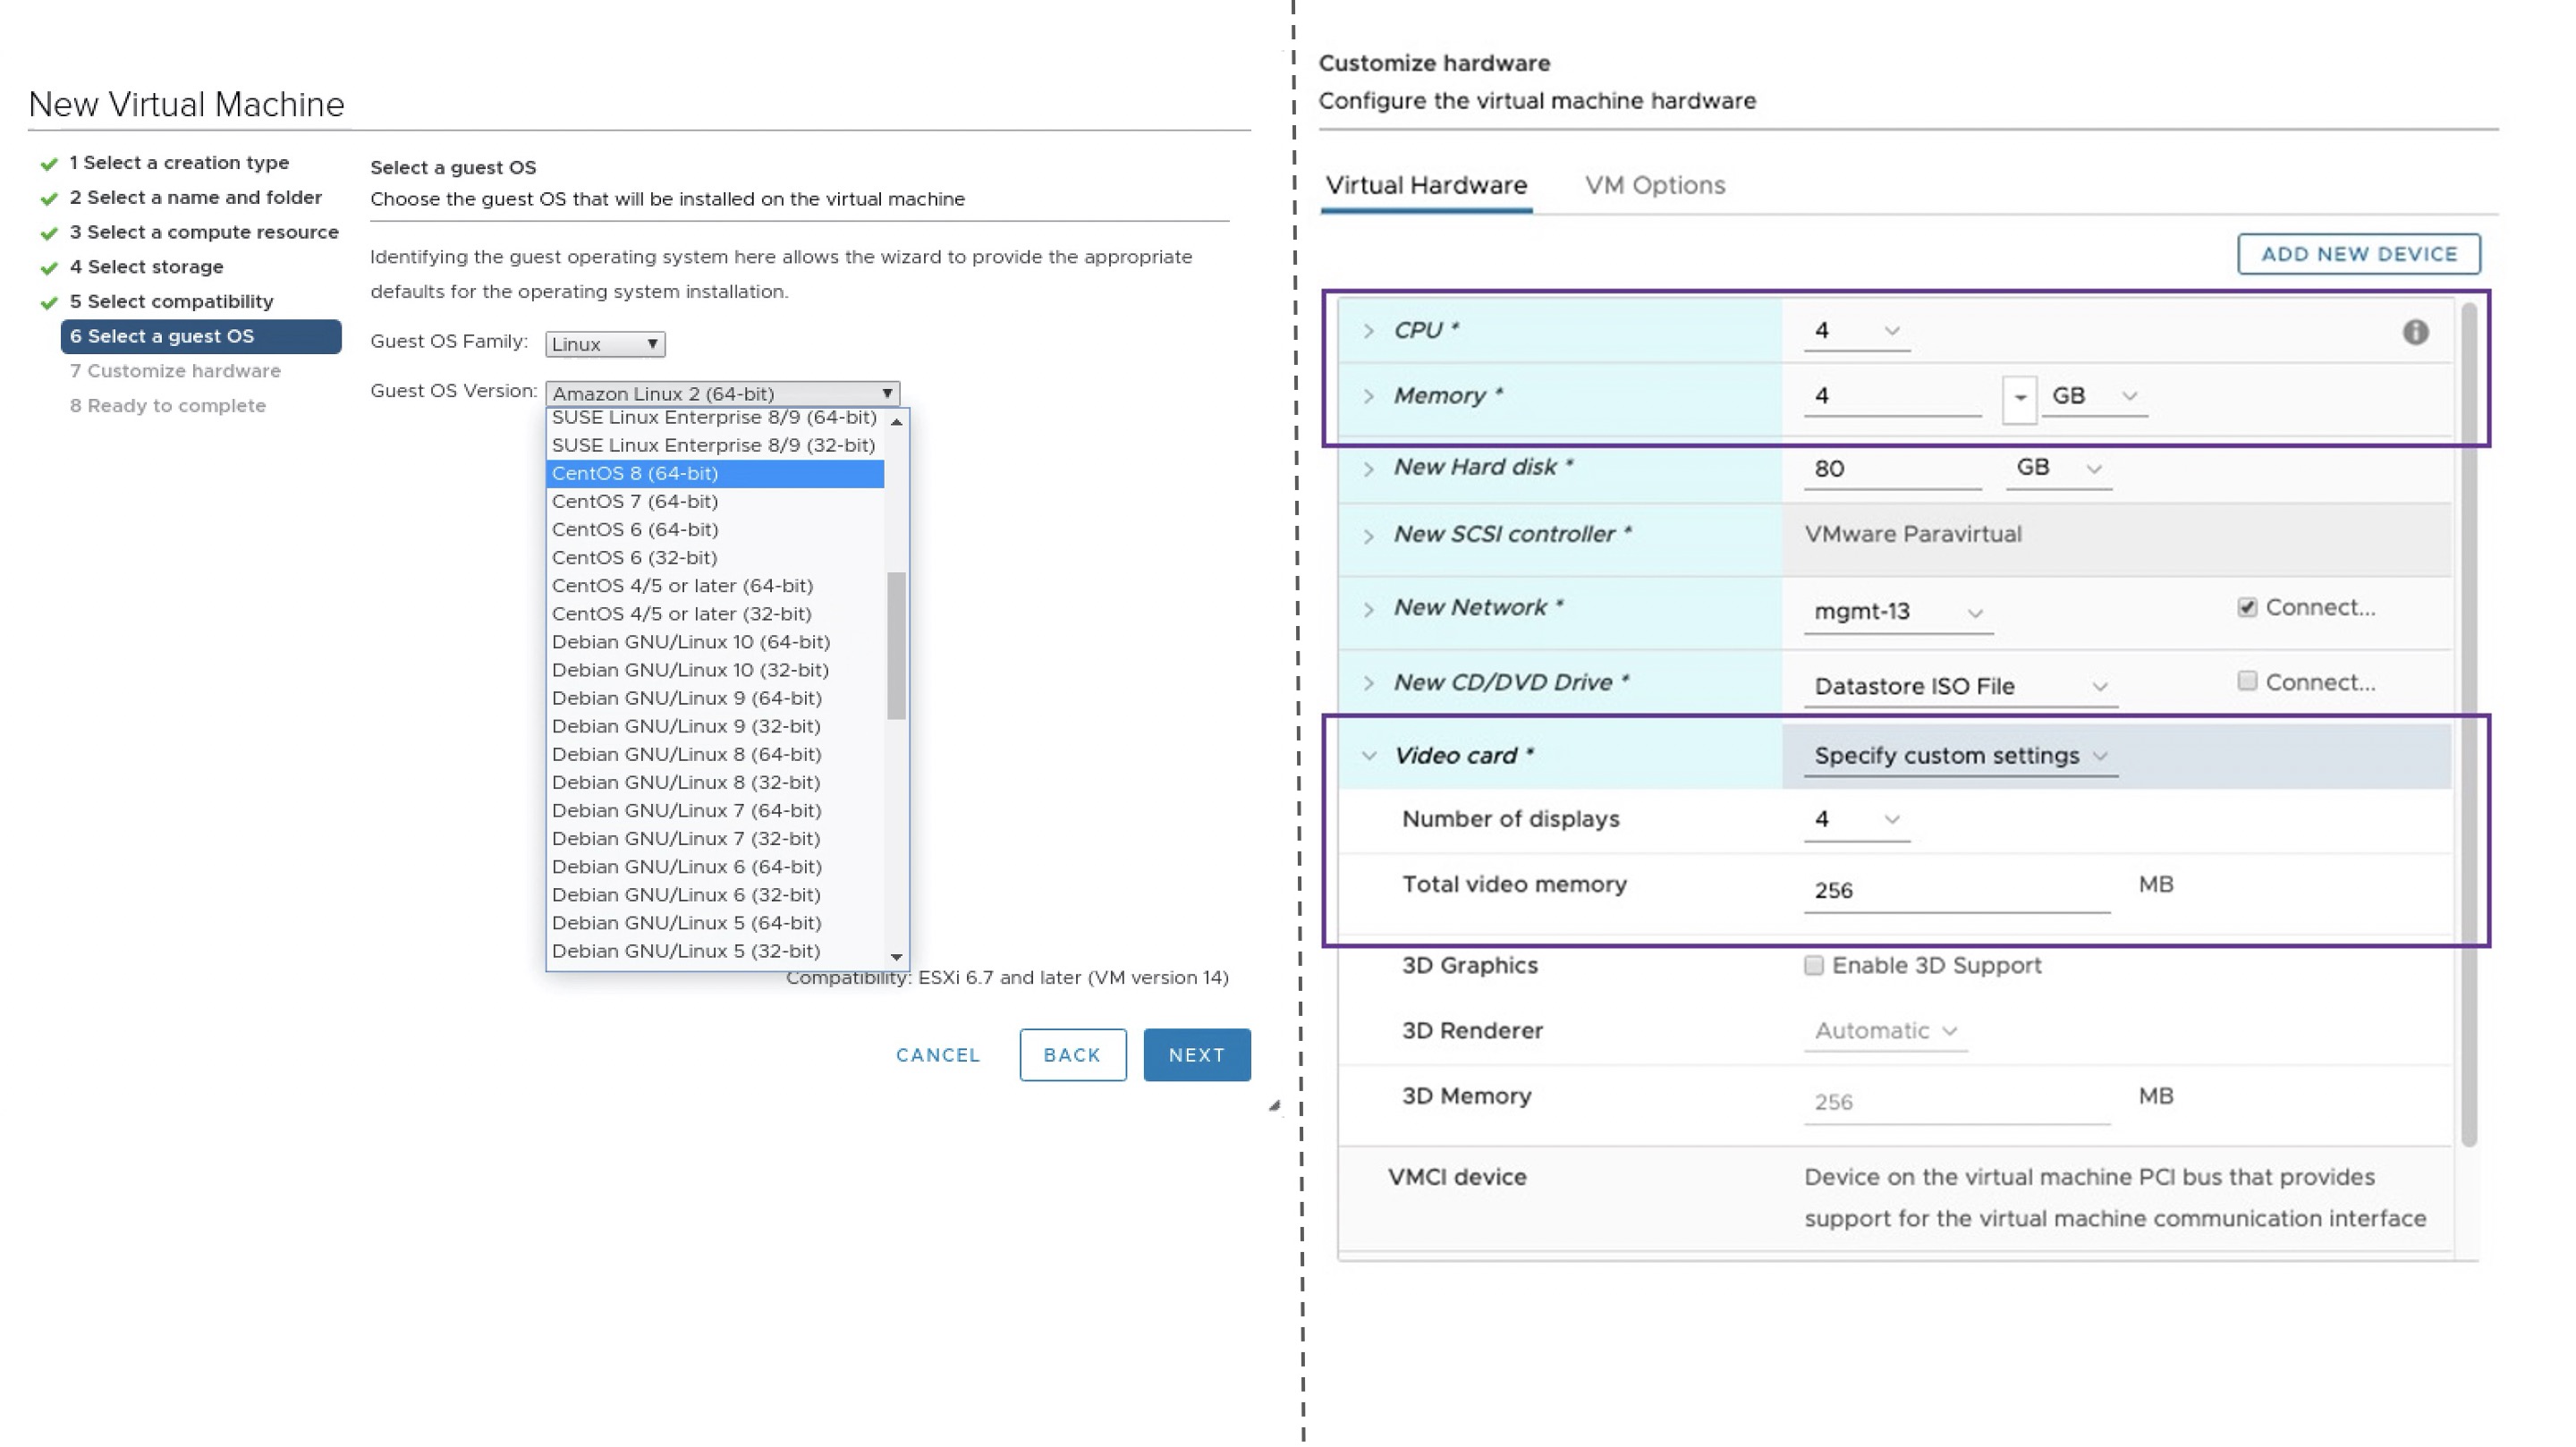 New Virtual Machine
1 Select a creation type
2 Select a name and folder
3 Select a compute resource
4 Select storage
5 Select compatibility
6 Select a guest OS
7 Customize hardware
8 Ready to complete
Select a guest OS
Choose the guest OS that will be installed on the virtual machine
Identifying the guest operating system here allows the wizard to provide the appropriate
defaults for the operating system installation.
Guest OS Family: Linux
Guest OS Version: Amazon Linux 2 (64-bit)
SUSE Linux Enterprise 8/9 (64-bit)
SUSE Linux Enterprise 8/9 (32-bit)
CentOS 8 (64-bit)
CentOS 7 (64-bit)
CentOS 6 (64-bit)
CentOS 6 (32-bit)
CentOS 4/5 or later (64-bit)
CentOS 4/5 or later (32-bit)
Debian GNU/Linux 10 (64-bit)
Debian GNU/Linux 10 (32-bit)
Debian GNU/Linux 9 (64-bit)
Debian GNU/Linux 9 (32-bit)
Debian GNU/Linux 8 (64-bit)
Debian GNU/Linux 8 (32-bit)
Debian GNU/Linux 7 (64-bit)
Debian GNU/Linux 7 (32-bit)
Debian GNU/Linux 6 (64-bit)
Debian GNU/Linux 6 (32-bit)
Debian GNU/Linux 5 (64-bit)
Debian GNU/Linux 5 (32-bit)
Compatibility: ESXi 6.7 and later (VM version 14)
CANCEL BACK NEXT
Customize hardware
Configure the virtual machine hardware
Virtual Hardware VM Options
ADD NEW DEVICE
CPU * 4
Memory * 4 GB
New Hard disk * 80 GB
New SCSI controller * VMware Paravirtual
New Network * mgmt-13 Connect...
New CD/DVD Drive * Datastore ISO File Connect...
Video card * Specify custom settings
Number of displays 4
Total video memory 256 MB
3D Graphics Enable 3D Support
3D Renderer Automatic
3D Memory 256 MB
VMCI device Device on the virtual machine PCI bus that provides
support for the virtual machine communication interface